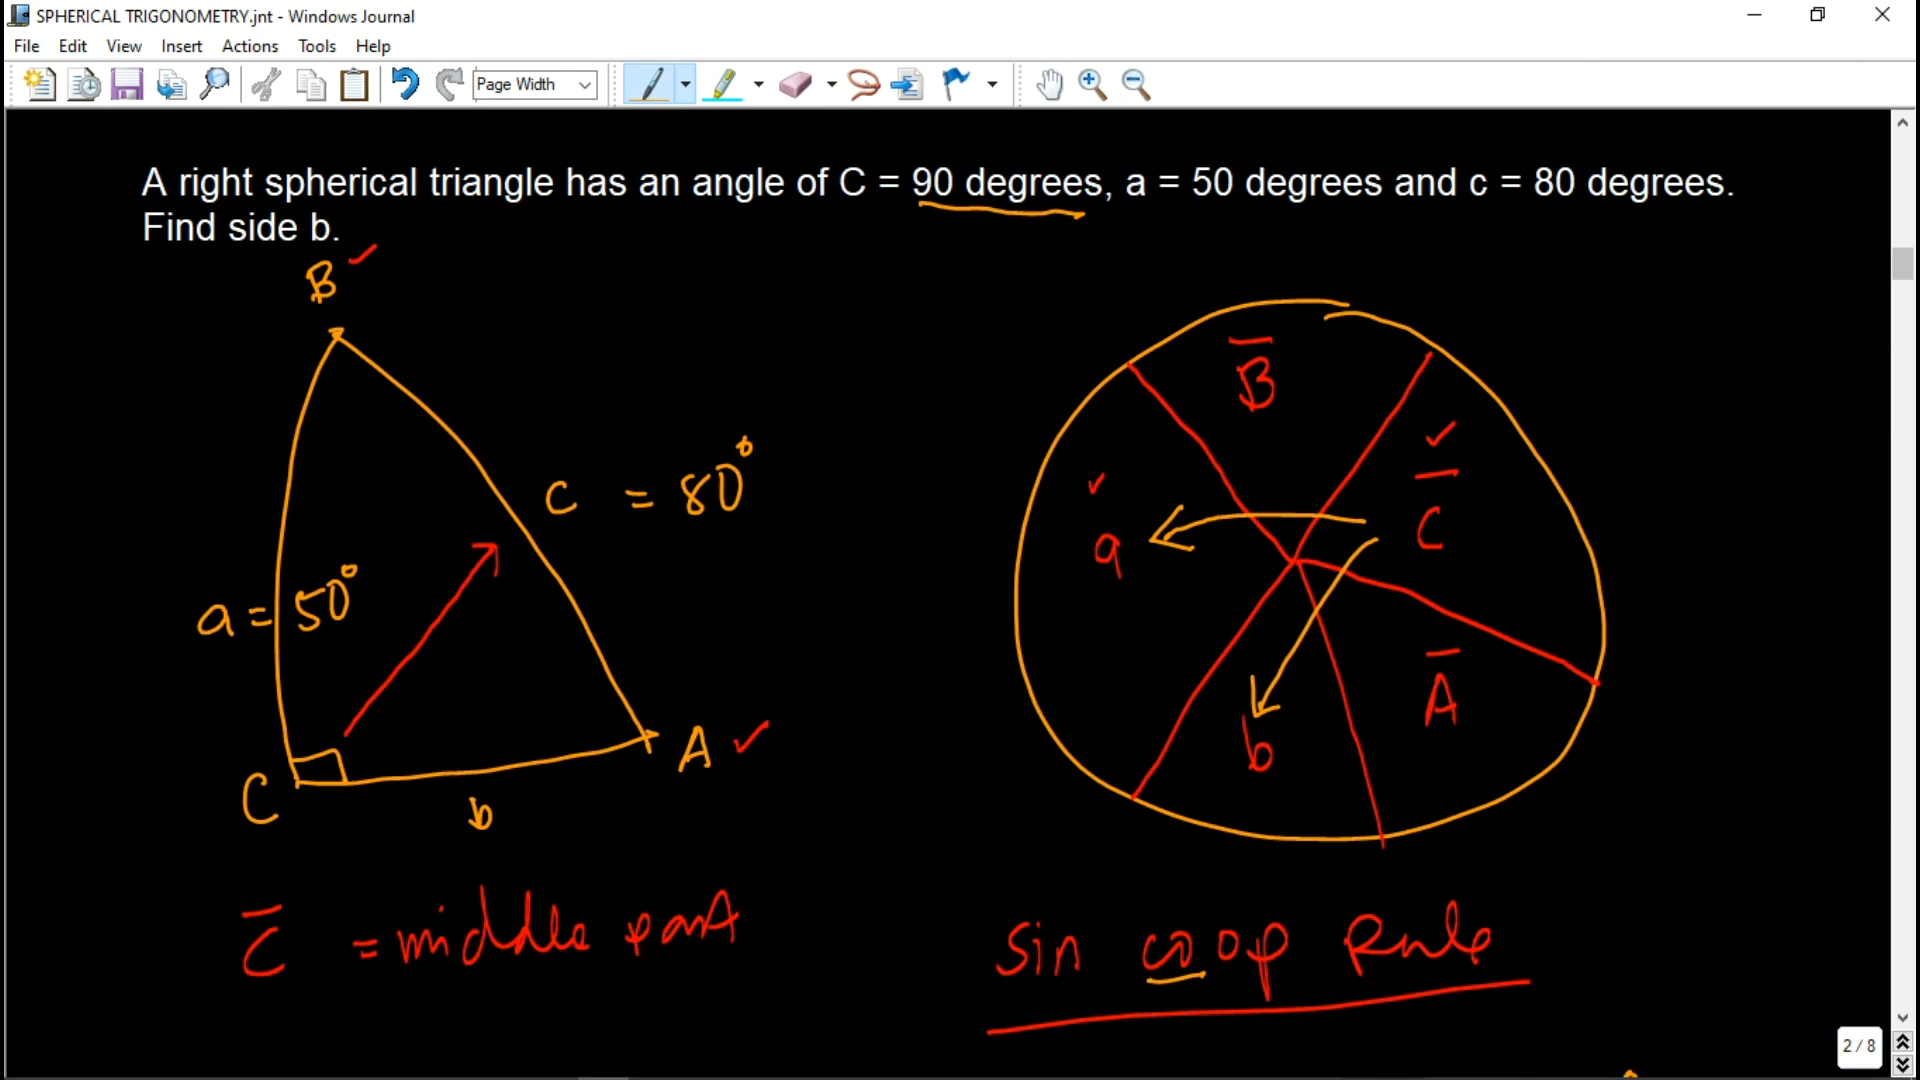 SPHERICAL TRIGONOMETRY.jnt - Windows Journal
File Edit View Insert Actions Tools Help
Page Width
A right spherical triangle has an angle of C = 90 degrees, a = 50 degrees and c = 80 degrees.
Find side b.
B
c = 80°
a = 50°
C
b
A
B̅
a
c̅
A̅
b
c̅ = middle part
sin co op Rule
2 / 8